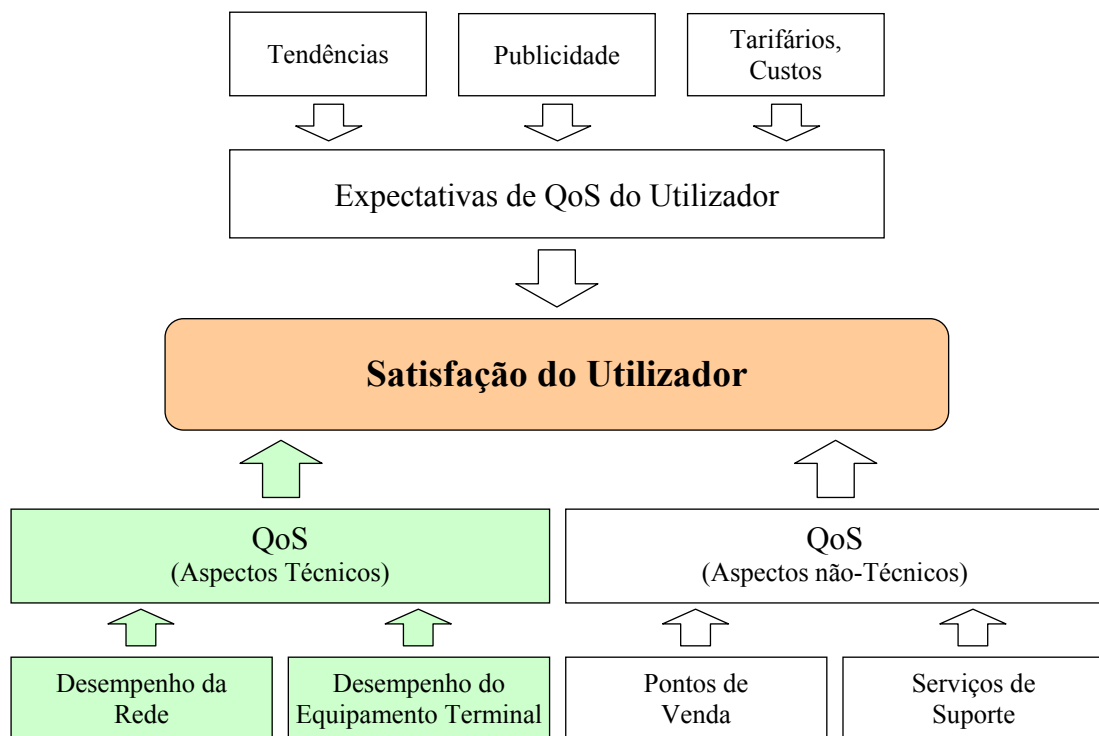 Tendências
Publicidade
Tarifários,
Custos
Expectativas de QoS do Utilizador
Satisfação do Utilizador
QoS
(Aspectos Técnicos)
QoS
(Aspectos não-Técnicos)
Desempenho da
Rede
Desempenho do
Equipamento Terminal
Pontos de
Venda
Serviços de
Suporte